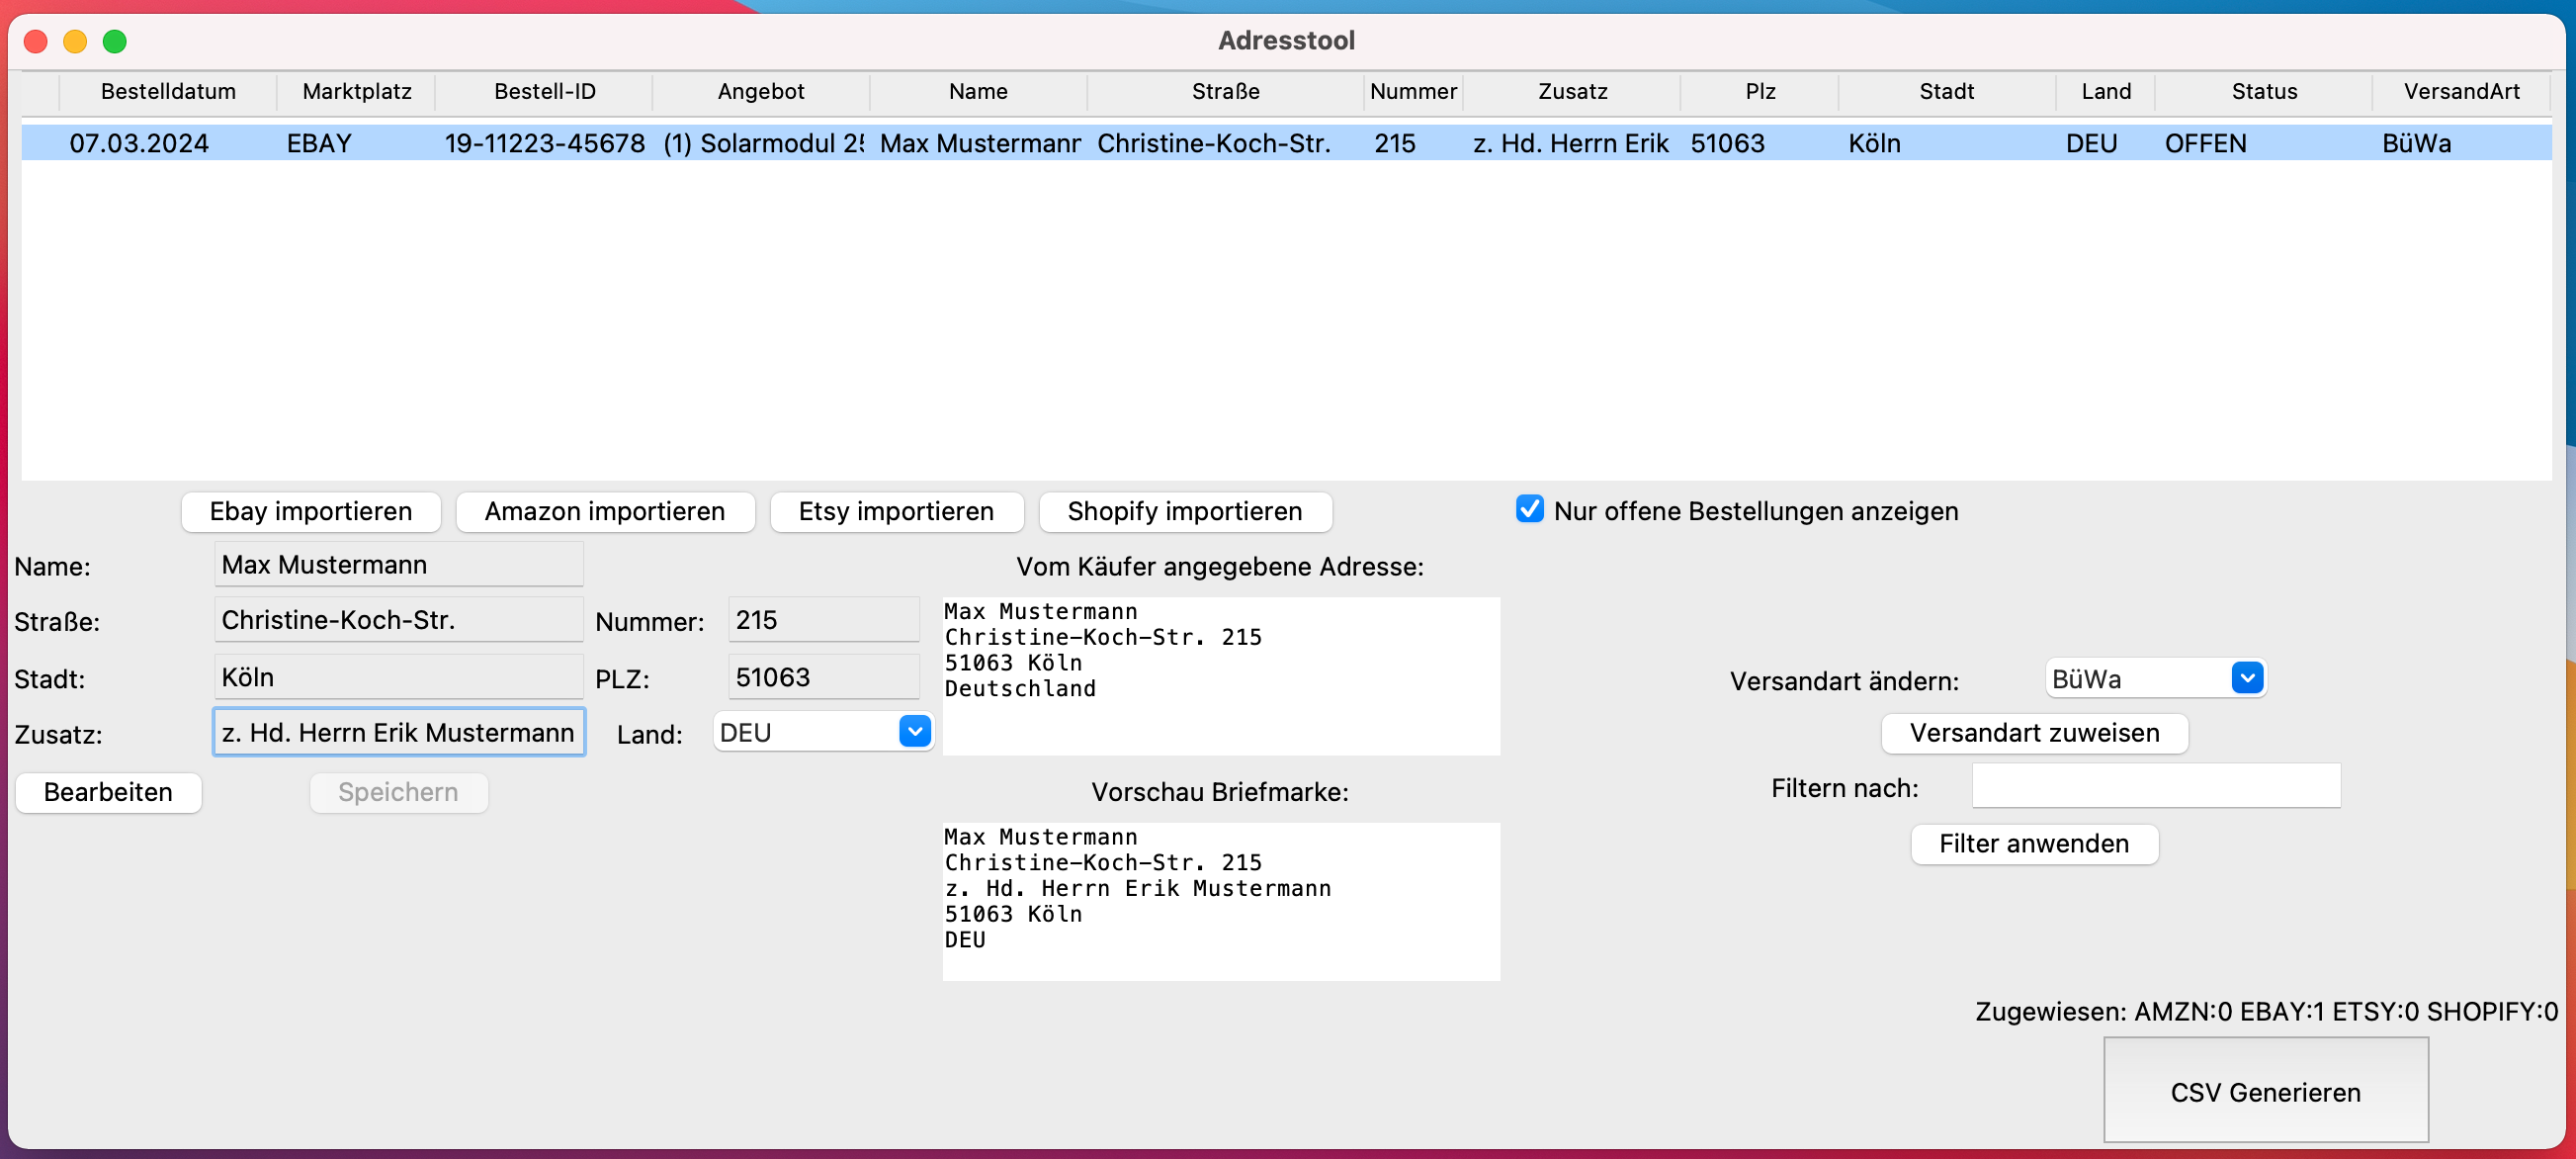 Adresstool
Bestelldatum Marktplatz Bestell-ID Angebot Name Straße Nummer Zusatz Plz Stadt Land Status VersandArt
07.03.2024 EBAY 19-11223-45678 (1) Solarmodul 25 Max Mustermann Christine-Koch-Str. 215 z. Hd. Herrn Erik 51063 Köln DEU OFFEN BüWa
Ebay importieren Amazon importieren Etsy importieren Shopify importieren Nur offene Bestellungen anzeigen
Name: Max Mustermann
Straße: Christine-Koch-Str. Nummer: 215
Stadt: Köln PLZ: 51063
Zusatz: z. Hd. Herrn Erik Mustermann Land: DEU
Bearbeiten Speichern
Vom Käufer angegebene Adresse:
Max Mustermann
Christine-Koch-Str. 215
51063 Köln
Deutschland
Vorschau Briefmarke:
Max Mustermann
Christine-Koch-Str. 215
z. Hd. Herrn Erik Mustermann
51063 Köln
DEU
Versandart ändern: BüWa
Versandart zuweisen
Filtern nach:
Filter anwenden
Zugewiesen: AMZN:0 EBAY:1 ETSY:0 SHOPIFY:0
CSV Generieren